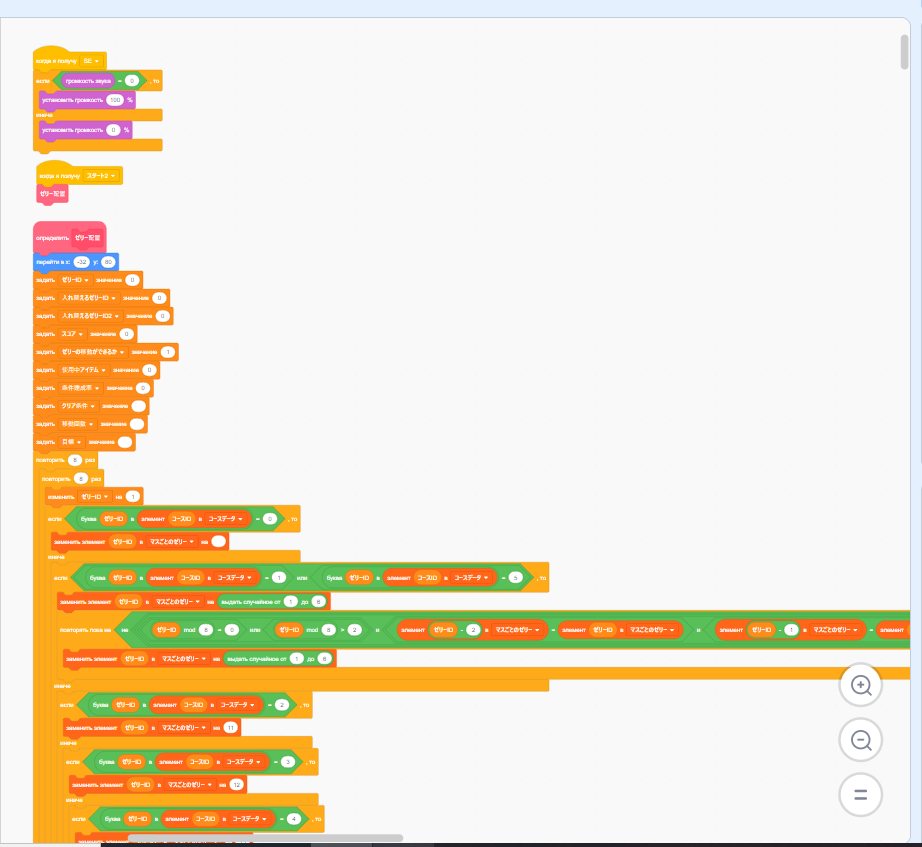 когда я получу SE
если громкость звука = 0 , то
установить громкость 100 %
иначе
установить громкость 0 %
когда я получу スタート2
ゼリー配置
определить ゼリー配置
перейти в x: -32 y: 80
задать ゼリーID значение 0
задать 入れ替えるゼリーID значение 0
задать 入れ替えるゼリーID2 значение 0
задать スコア значение 0
задать ゼリーの移動ができるか значение 1
задать 使用中アイテム значение 0
задать 条件達成率 значение 0
задать クリア条件 значение
задать 移動回数 значение
задать 目標 значение
повторить 8 раз
повторить 8 раз
изменить ゼリーID на 1
если буква ゼリーID в элемент コースID в コースデータ = 0 , то
заменить элемент ゼリーID в マスごとのゼリー на
иначе
если буква ゼリーID в элемент コースID в コースデータ = 1 или буква ゼリーID в элемент コースID в コースデータ = 5 , то
заменить элемент ゼリーID в マスごとのゼリー на выдать случайное от 1 до 6
повторять пока не не ゼリーID mod 8 = 0 или ゼリーID mod 8 > 2 и элемент ゼリーID - 2 в マスごとのゼリー = элемент ゼリーID в マスごとのゼリー и элемент ゼリーID - 1 в マスごとのゼリー = элемент
заменить элемент ゼリーID в マスごとのゼリー на выдать случайное от 1 до 6
иначе
если буква ゼリーID в элемент コースID в コースデータ = 2 , то
заменить элемент ゼリーID в マスごとのゼリー на 11
иначе
если буква ゼリーID в элемент コースID в コースデータ = 3 , то
заменить элемент ゼリーID в マスごとのゼリー на 12
иначе
если буква ゼリーID в элемент コースID в コースデータ = 4 , то